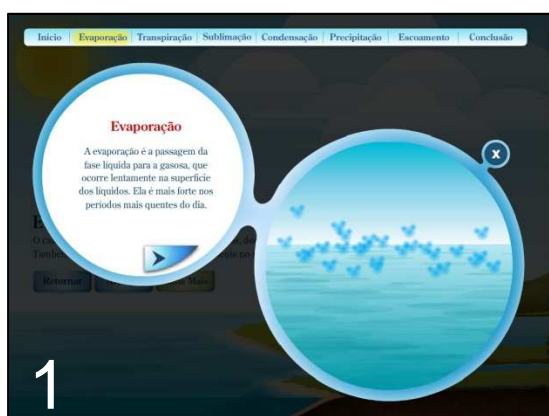 Início Evaporação Transpiração Sublimação Condensação Precipitação Escoamento Conclusão
Evaporação
A evaporação é a passagem da
fase líquida para a gasosa, que
ocorre lentamente na superfície
dos líquidos. Ela é mais forte nos
períodos mais quentes do dia.
X
Retornar
Mais
1